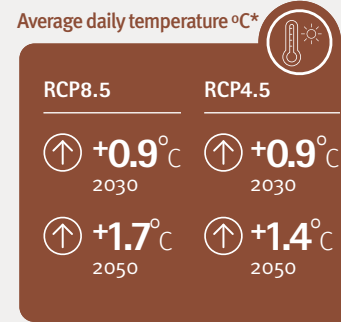 Average daily temperature ºC*
RCP8.5
+0.9°C
2030
+1.7°C
2050
RCP4.5
+0.9°C
2030
+1.4°C
2050